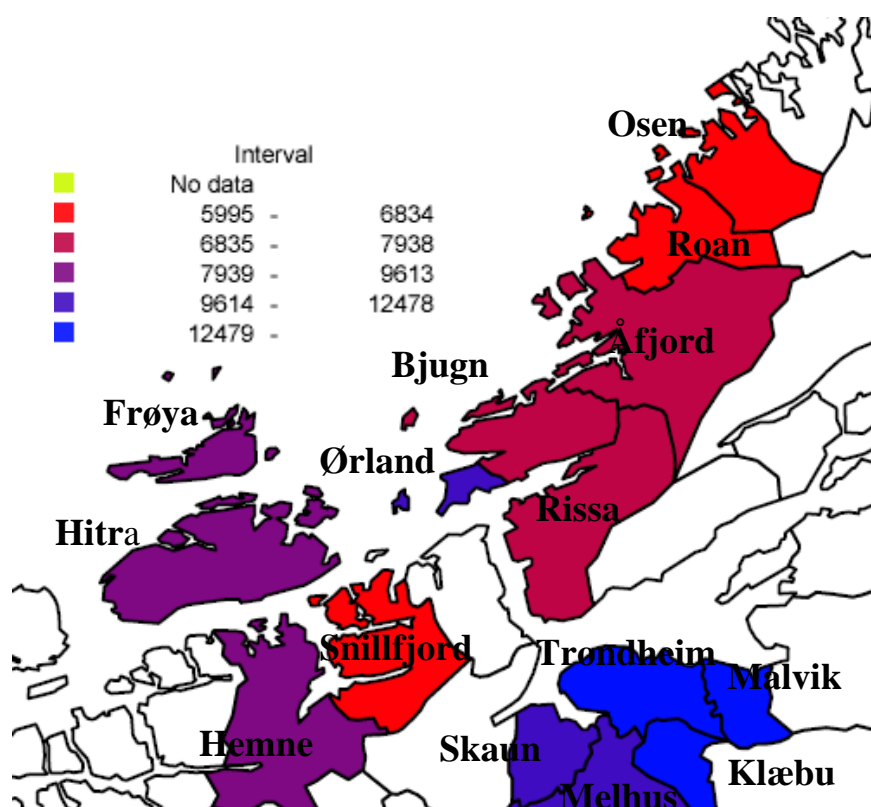 Osen
Interval
No data
5995 - 6834
6835 - 7938
7939 - 9613
9614 - 12478
12479 -
Roan
Åfjord
Bjugn
Frøya
Ørland
Rissa
Hitra
Snillfjord
Trondheim
Malvik
Hemne
Skaun
Klæbu
Melhus